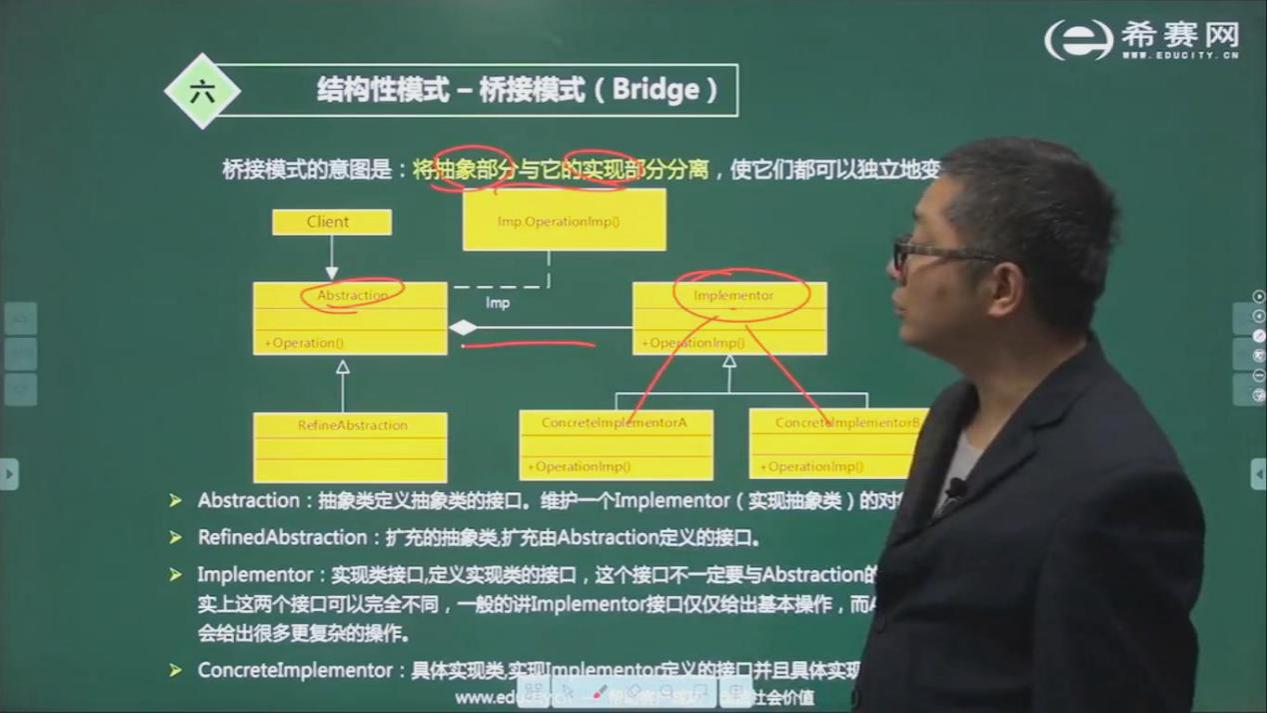 希赛网
WWW.EDUCITY.CN
六
结构性模式 – 桥接模式（Bridge）
桥接模式的意图是：将抽象部分与它的实现部分分离，使它们都可以独立地变
Client
Imp.OperationImp()
Abstraction
Imp
Implementor
+Operation()
+OperationImp()
RefineAbstraction
ConcreteImplementorA
ConcreteImplementorB
+OperationImp()
+OperationImp()
Abstraction：抽象类定义抽象类的接口。维护一个Implementor（实现抽象类）的对
RefinedAbstraction：扩充的抽象类,扩充由Abstraction定义的接口。
Implementor：实现类接口,定义实现类的接口，这个接口不一定要与Abstraction的
实上这两个接口可以完全不同，一般的讲Implementor接口仅仅给出基本操作，而A
会给出很多更复杂的操作。
ConcreteImplementor：具体实现类,实现Implementor定义的接口并且具体实现
社会价值